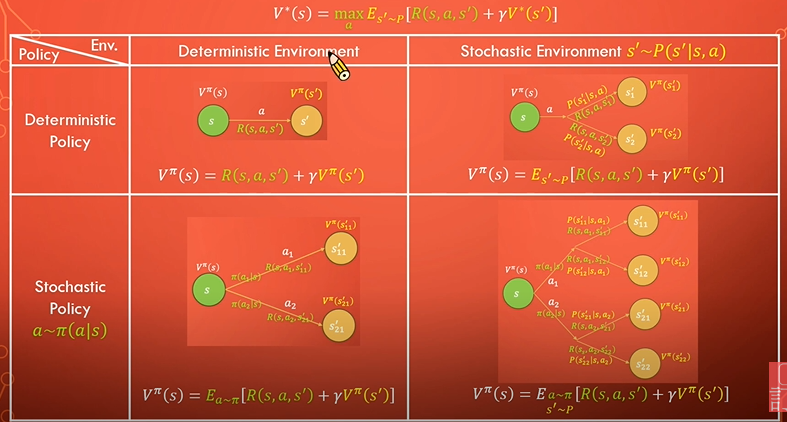 V*(s) = max_a E_{s'~P}[R(s,a,s') + γV*(s')]
Policy Env.
Deterministic Environment
Stochastic Environment s'~P(s'|s,a)
Deterministic Policy
V^π(s) V^π(s')
s a s'
R(s,a,s')
V^π(s) = R(s,a,s') + γV^π(s')
V^π(s)
s
a
P(s'_1|s,a)
R(s,a,s_1)
s'_1 V^π(s'_1)
R(s,a,s'_2)
P(s'_2|s,a)
s'_2 V^π(s'_2)
V^π(s) = E_{s'~P}[R(s,a,s') + γV^π(s')]
Stochastic Policy
a~π(a|s)
V^π(s)
s
π(a_1|s)
a_1
R(s,a_1,s'_11)
V^π(s'_11)
s'_11
π(a_2|s)
a_2
R(s,a_2,s'_21)
V^π(s'_21)
s'_21
V^π(s) = E_{a~π}[R(s,a,s') + γV^π(s')]
V^π(s)
s
π(a_1|s)
a_1
P(s'_11|s,a_1)
R(s,a_1,s'_11)
s'_11 V^π(s'_11)
R(s,a_1,s'_12)
P(s'_12|s,a_1)
s'_12 V^π(s'_12)
a_2
π(a_2|s)
P(s'_21|s,a_2)
R(s,a_2,s'_21)
s'_21 V^π(s'_21)
R(s,a_2,s'_22)
P(s'_22|s,a_2)
s'_22 V^π(s'_22)
V^π(s) = E_{a~π, s'~P}[R(s,a,s') + γV^π(s')]